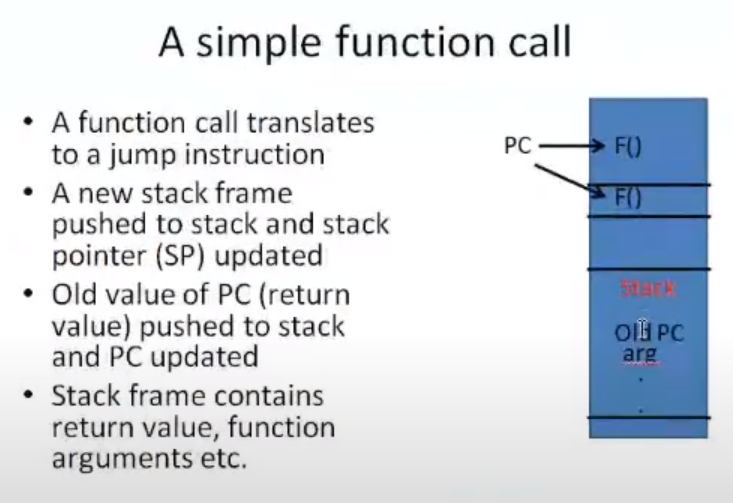 A simple function call
• A function call translates
to a jump instruction
• A new stack frame
pushed to stack and stack
pointer (SP) updated
• Old value of PC (return
value) pushed to stack
and PC updated
• Stack frame contains
return value, function
arguments etc.
PC
F()
F()
Stack
Old PC
arg
.
.